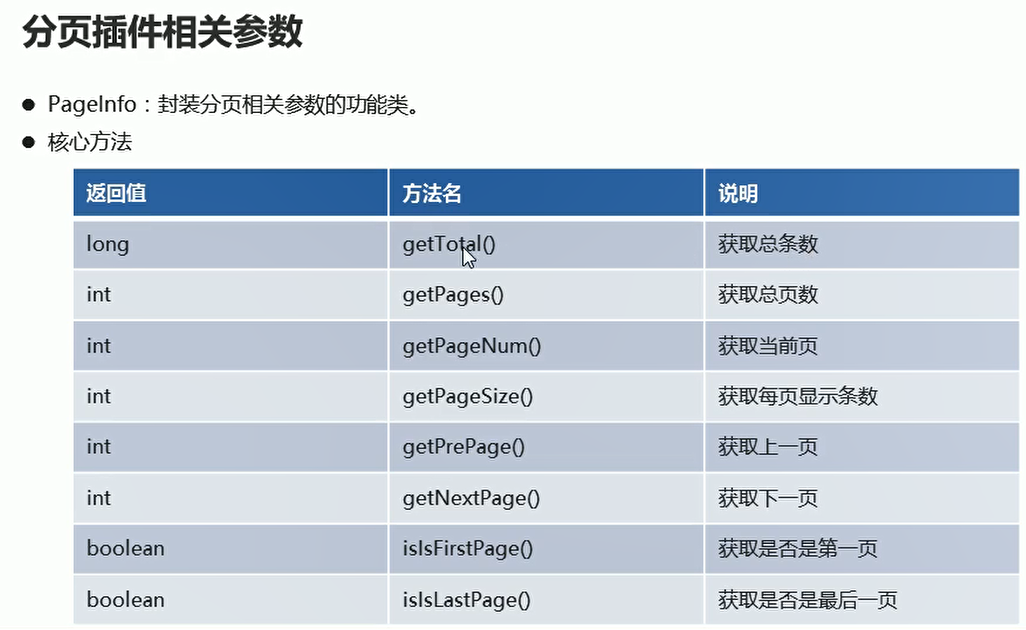 分页插件相关参数
● PageInfo：封装分页相关参数的功能类。
● 核心方法
返回值 方法名 说明
long getTotal() 获取总条数
int getPages() 获取总页数
int getPageNum() 获取当前页
int getPageSize() 获取每页显示条数
int getPrePage() 获取上一页
int getNextPage() 获取下一页
boolean isIsFirstPage() 获取是否是第一页
boolean isIsLastPage() 获取是否是最后一页